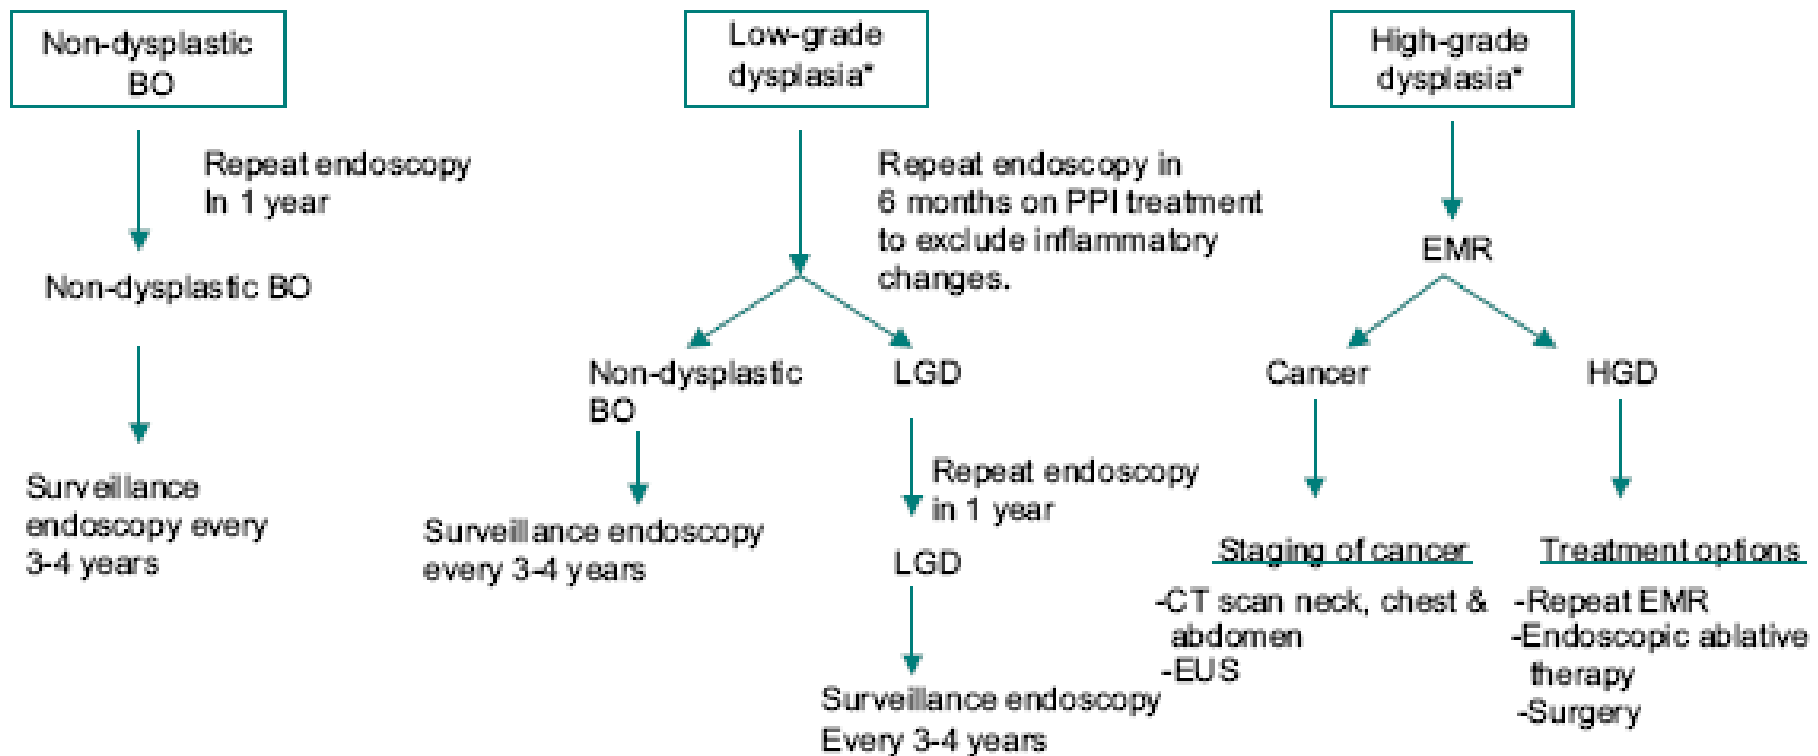 Non-dysplastic
BO
Repeat endoscopy
In 1 year
Non-dysplastic BO
Surveillance
endoscopy every
3-4 years
Low-grade
dysplasia*
Repeat endoscopy in
6 months on PPI treatment
to exclude inflammatory
changes.
Non-dysplastic
BO
Surveillance endoscopy
every 3-4 years
LGD
Repeat endoscopy
in 1 year
LGD
Surveillance endoscopy
Every 3-4 years
High-grade
dysplasia*
EMR
Cancer
Staging of cancer
-CT scan neck, chest &
abdomen
-EUS
HGD
Treatment options
-Repeat EMR
-Endoscopic ablative
therapy
-Surgery